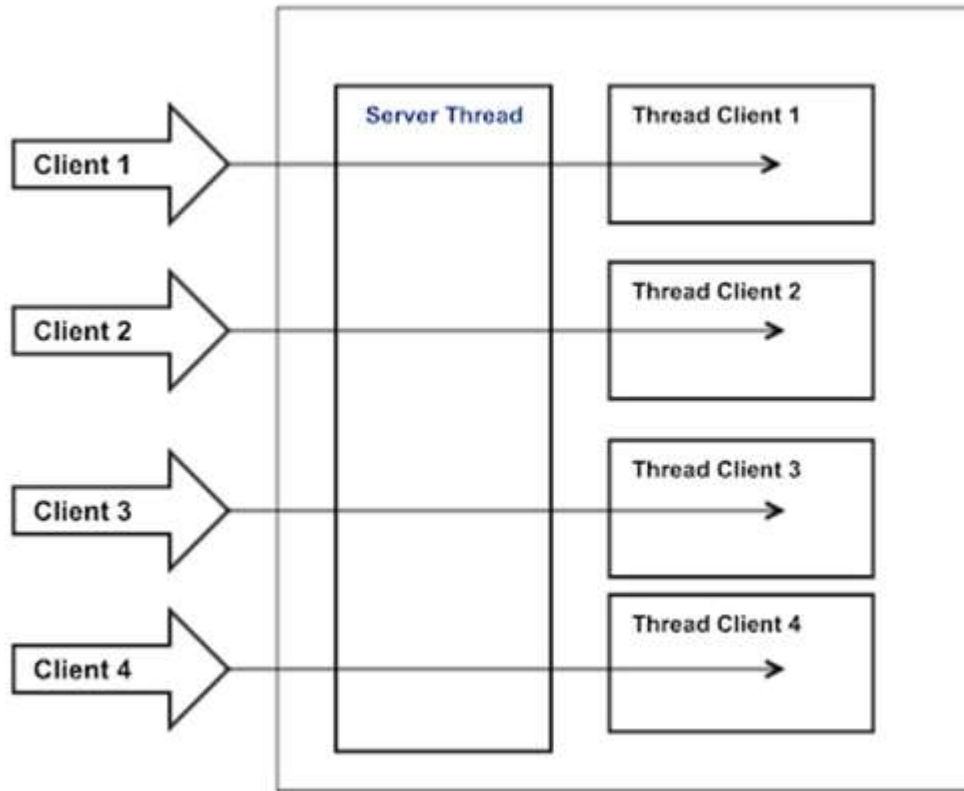 Server Thread
Thread Client 1
Client 1
Thread Client 2
Client 2
Thread Client 3
Client 3
Thread Client 4
Client 4